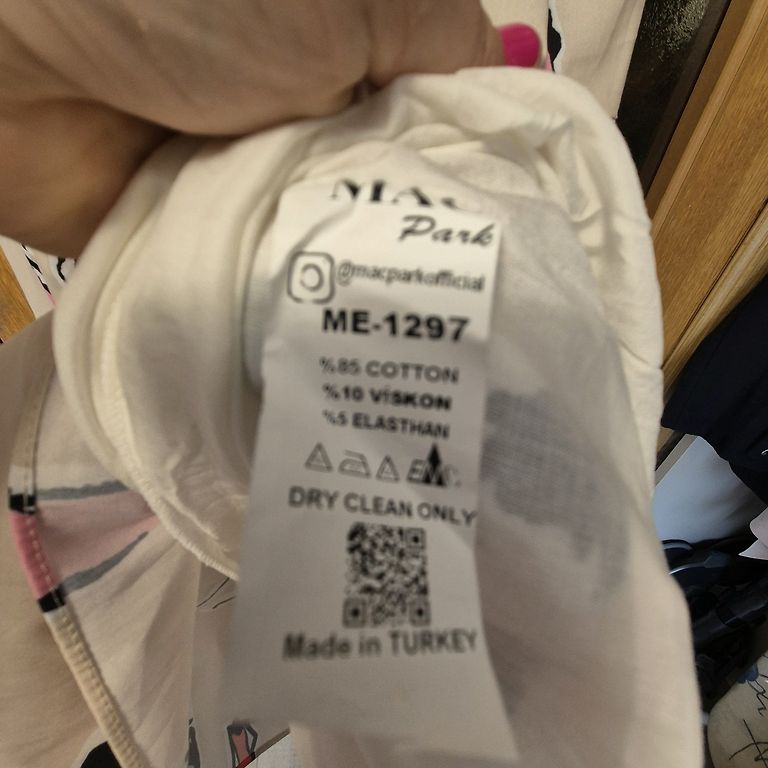 Park
@macparkofficial
ME-1297
%85 COTTON
%10 VİSKON
%5 ELASTHAN
DRY CLEAN ONLY
Made in TURKEY